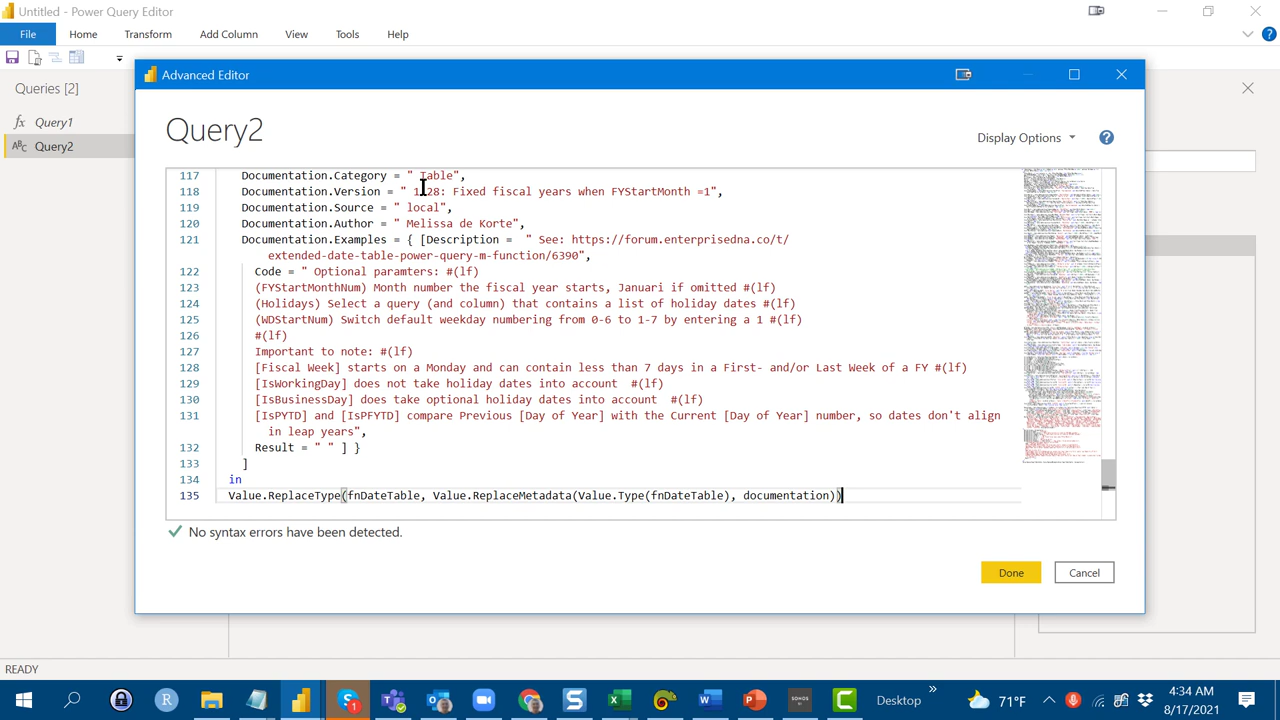 Untitled - Power Query Editor
File Home Transform Add Column View Tools Help
Queries [2]
Query1
Query2
Advanced Editor
Query2
Display Options
117 Documentation.Category = " Table",
118 Documentation.Version = " 1.28: Fixed fiscal years when FYStartMonth =1",
119 Documentation.Source = " local",
120 Documentation.Author = " Melissa de Korte",
121 Documentation.Examples = { [Description = " See: https://forum.enterprisedna.co/t/
extended-date-table-power-query-m-function/6390",
122 Code = " Optional paramters: #(lf)
123 (FYStartMonthNum) Month number the fiscal year starts, Januari if omitted #(lf)
124 (Holidays) Select a query (and column) that contains a list of holiday dates #(lf)
125 (WDStartNum) Switch default weekday numbering from 0-6 to 1-7 by entering a 1 #(lf)
126 #(lf)
127 Important to note: #(lf)
128 [Fiscal Week] starts on a Monday and can contain less than 7 days in a First- and/or Last Week of a FY #(lf)
129 [IsWorkingDay] does not take holiday dates into account #(lf)
130 [IsBusinessDay] does take optional holiday dates into account #(lf)
131 [IsPYTD] and [IsPFYTD] compare Previous [Day of Year] with the Current [Day of Year] number, so dates don't align
in leap years",
132 Result = " " ] }
133 ]
134 in
135 Value.ReplaceType(fnDateTable, Value.ReplaceMetadata(Value.Type(fnDateTable), documentation))
No syntax errors have been detected.
Done Cancel
READY
Desktop
71°F
4:34 AM
8/17/2021